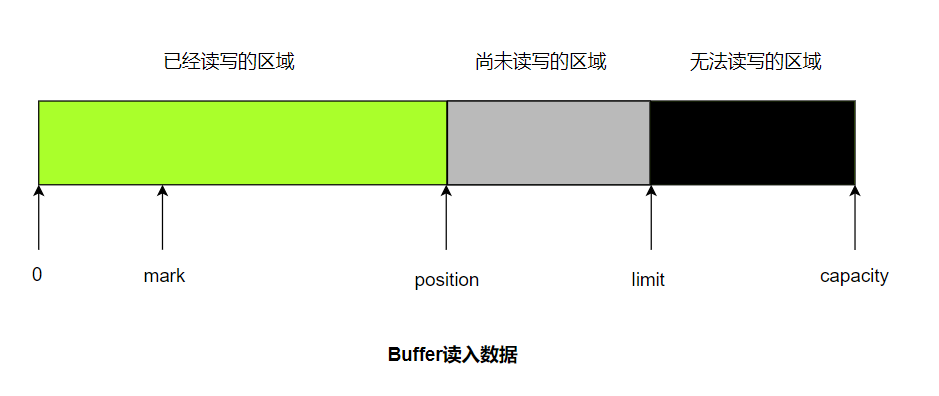 已经读写的区域
尚未读写的区域
无法读写的区域
0
mark
position
limit
capacity
Buffer读入数据